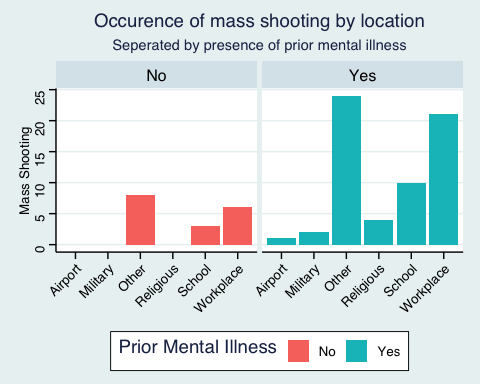 Occurence of mass shooting by location
Seperated by presence of prior mental illness
No Yes
Mass Shooting
25
20
15
10
5
0
Airport Military Other Religious School Workplace Airport Military Other Religious School Workplace
Prior Mental Illness No Yes